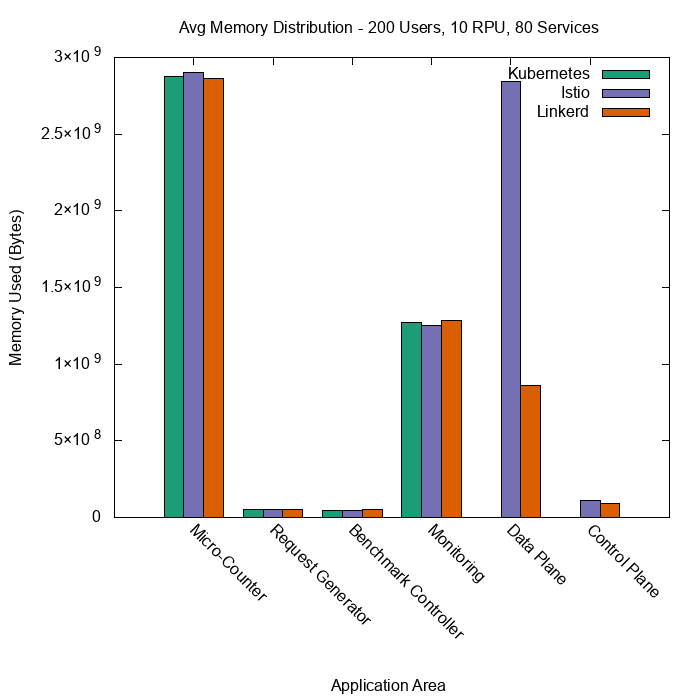 Avg Memory Distribution - 200 Users, 10 RPU, 80 Services
Kubernetes
Istio
Linkerd
Memory Used (Bytes)
3×10 9
2.5×10 9
2×10 9
1.5×10 9
1×10 9
5×10 8
0
Micro-Counter
Request Generator
Benchmark Controller
Monitoring
Data Plane
Control Plane
Application Area